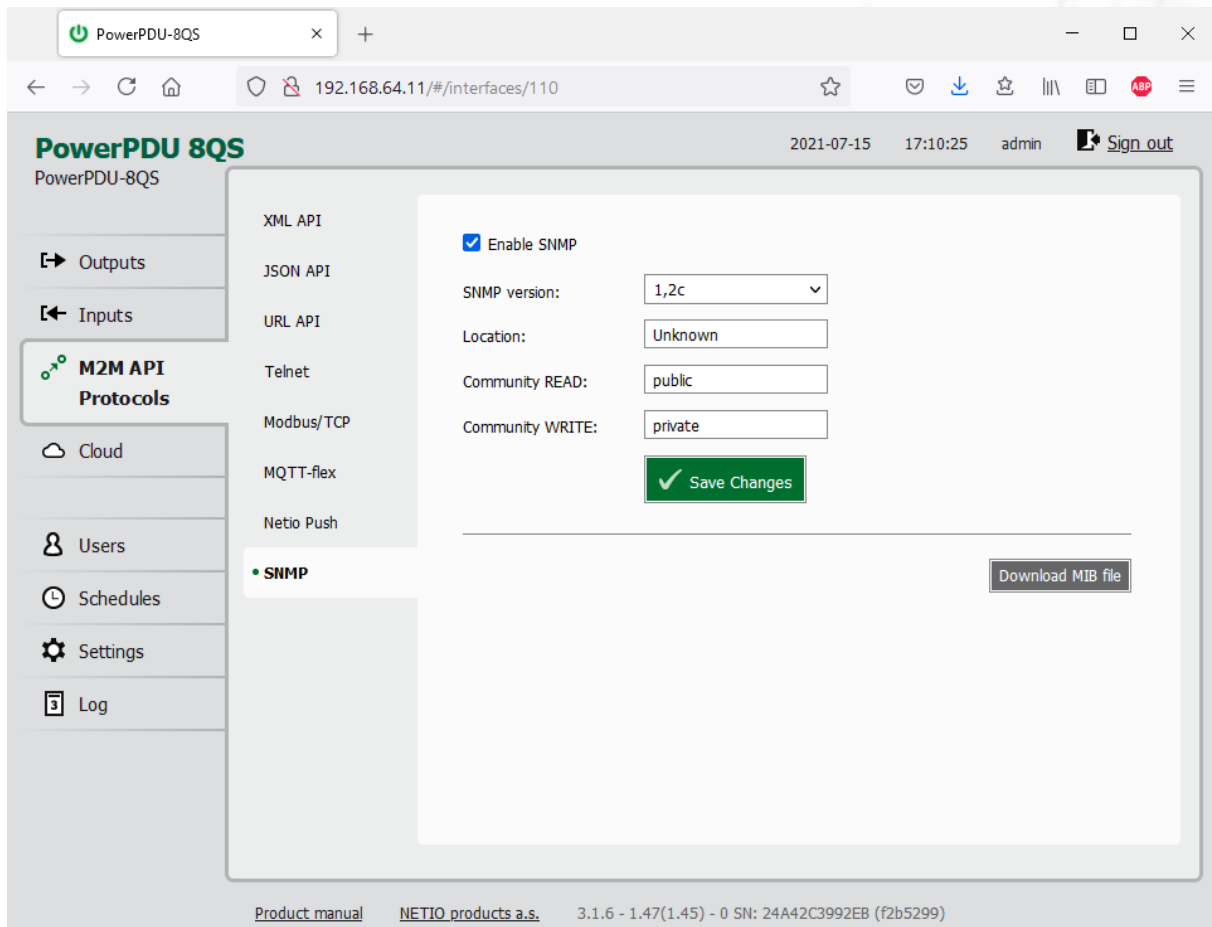 PowerPDU-8QS
192.168.64.11/#/interfaces/110
ABP
PowerPDU 8QS
PowerPDU-8QS
2021-07-15 17:10:25 admin Sign out
Outputs
Inputs
M2M API
Protocols
Cloud
Users
Schedules
Settings
3
Log
XML API
JSON API
URL API
Telnet
Modbus/TCP
MQTT-flex
Netio Push
SNMP
Enable SNMP
SNMP version: 1,2c
Location: Unknown
Community READ: public
Community WRITE: private
Save Changes
Download MIB file
Product manual NETIO products a.s. 3.1.6 - 1.47(1.45) - 0 SN: 24A42C3992EB (f2b5299)